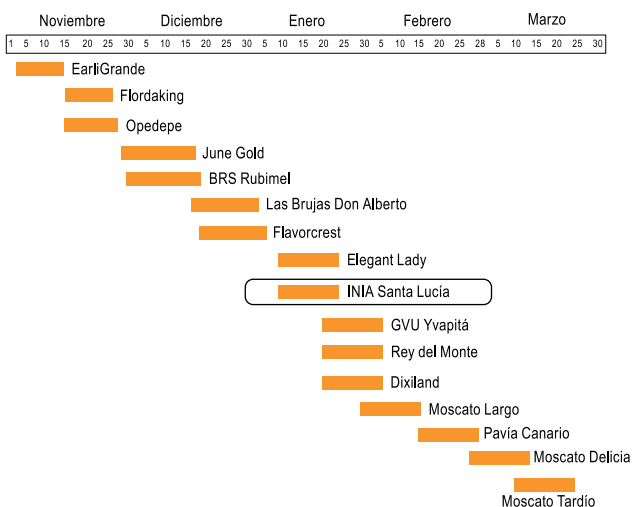 Noviembre Diciembre Enero Febrero Marzo
1 5 10 15 20 25 30 5 10 15 20 25 30 5 10 15 20 25 30 5 10 15 20 25 28 5 10 15 20 25 30
EarliGrande
Flordaking
Opedepe
June Gold
BRS Rubimel
Las Brujas Don Alberto
Flavorcrest
Elegant Lady
INIA Santa Lucía
GVU Yvapitá
Rey del Monte
Dixiland
Moscato Largo
Pavía Canario
Moscato Delicia
Moscato Tardío